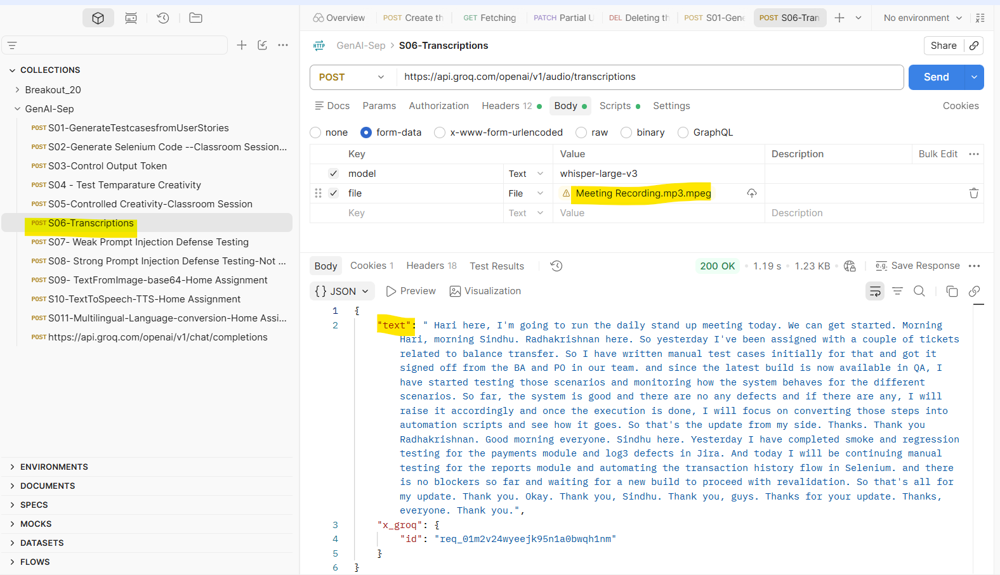 Overview
POST Create th
GET Fetching
PATCH Partial U
DEL Deleting th
POST S01-Gene
POST S06-Tran
No environment
GenAI-Sep > S06-Transcriptions
Share
POST
https://api.groq.com/openai/v1/audio/transcriptions
Send
Docs
Params
Authorization
Headers 12
Body
Scripts
Settings
Cookies
none
form-data
x-www-form-urlencoded
raw
binary
GraphQL
Key
Value
Description
Bulk Edit
model
Text
whisper-large-v3
file
File
Meeting Recording.mp3.mpeg
Key
Text
Value
Description
COLLECTIONS
Breakout_20
GenAI-Sep
POST S01-GenerateTestcasesfromUserStories
POST S02-Generate Selenium Code --Classroom Session...
POST S03-Control Output Token
POST S04 - Test Temparature Creativity
POST S05-Controlled Creativity-Classroom Session
POST S06-Transcriptions
POST S07- Weak Prompt Injection Defense Testing
POST S08- Strong Prompt Injection Defense Testing-Not ...
POST S09- TextFromImage-base64-Home Assignment
POST S10-TextToSpeech-TTS-Home Assignment
POST S011-Multilingual-Language-conversion-Home Assi...
POST https://api.groq.com/openai/v1/chat/completions
ENVIRONMENTS
DOCUMENTS
SPECS
MOCKS
DATASETS
FLOWS
Body
Cookies 1
Headers 18
Test Results
200 OK
1.19 s
1.23 KB
e.g. Save Response
{ } JSON
Preview
Visualization
1 {
2 "text": " Hari here, I'm going to run the daily stand up meeting today. We can get started. Morning
Hari, morning Sindhu. Radhakrishnan here. So yesterday I've been assigned with a couple of tickets
related to balance transfer. So I have written manual test cases initially for that and got it
signed off from the BA and PO in our team. and since the latest build is now available in QA, I
have started testing those scenarios and monitoring how the system behaves for the different
scenarios. So far, the system is good and there are no any defects and if there are any, I will
raise it accordingly and once the execution is done, I will focus on converting those steps into
automation scripts and see how it goes. So that's the update from my side. Thanks. Thank you
Radhakrishnan. Good morning everyone. Sindhu here. Yesterday I have completed smoke and regression
testing for the payments module and log3 defects in Jira. And today I will be continuing manual
testing for the reports module and automating the transaction history flow in Selenium. and there
is no blockers so far and waiting for a new build to proceed with revalidation. So that's all for
my update. Thank you. Okay. Thank you, Sindhu. Thank you, guys. Thanks for your update. Thanks,
everyone. Thank you.",
3 "x_groq": {
4 "id": "req_01m2v24wyeejk95n1a0bwqh1nm"
5 }
6 }